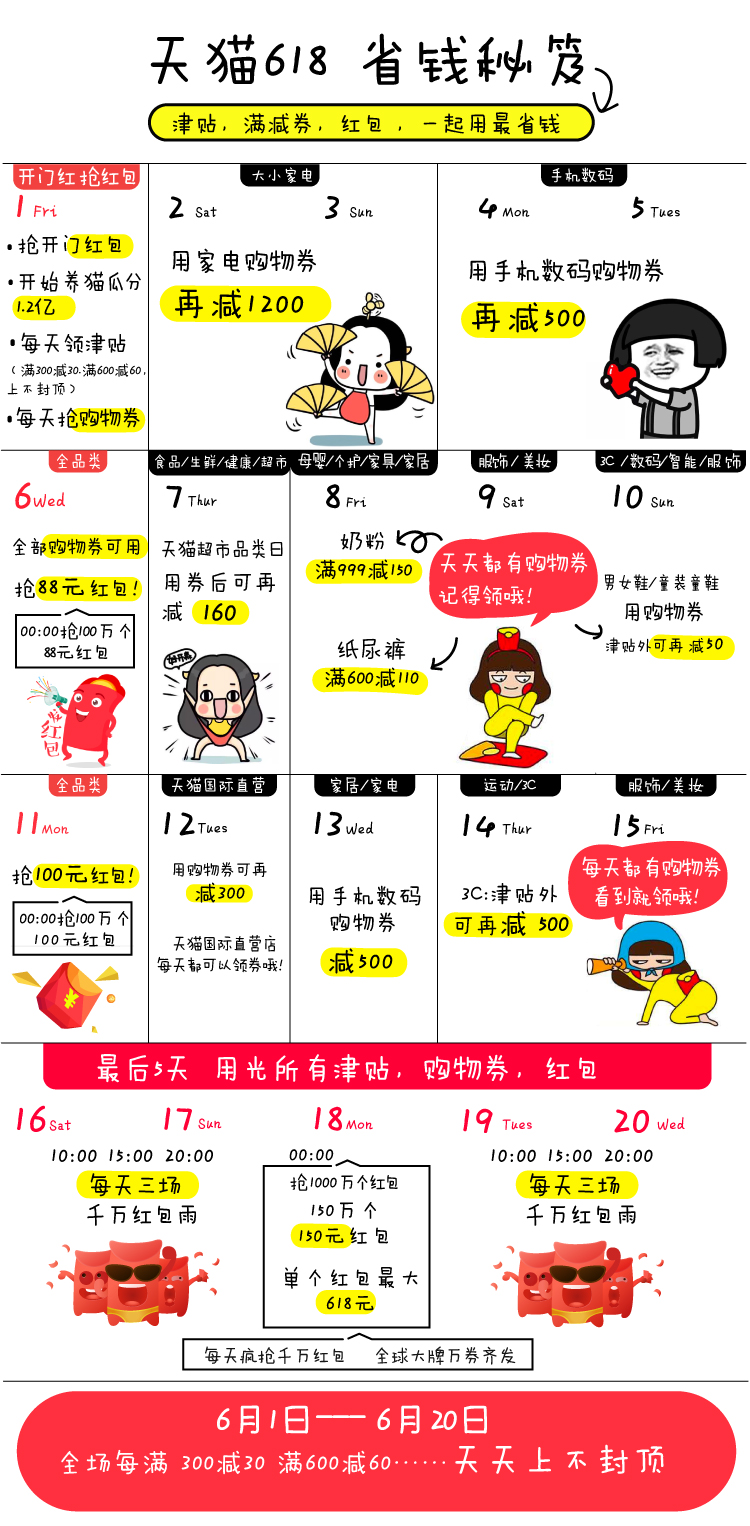 天猫618 省钱秘笈
津贴，满减券，红包，一起用最省钱
开门红 抢红包
大小家电
手机数码
1 Fri
2 Sat
3 Sun
4 Mon
5 Tues
•抢开门红包
•开始养猫瓜分
1.2亿
•每天领津贴
（满300减30.满600减60，
上不封顶）
•每天抢购物券
用家电购物券
再减1200
用手机数码购物券
再减500
全品类
食品/生鲜/健康/超市
母婴/个护/家具/家居
服饰/美妆
3C/数码/智能/服饰
6 Wed
7 Thur
8 Fri
9 Sat
10 Sun
全部购物券可用
抢88元红包!
00:00抢100万个
88元红包
发红包
天猫超市品类日
用券后可再
减 160
奶粉
满999减150
纸尿裤
满600减110
天天都有购物券
记得领哦!
男女鞋/童装童鞋
用购物券
津贴外可再减50
全品类
天猫国际直营
家居/家电
运动/3C
服饰/美妆
11 Mon
12 Tues
13 Wed
14 Thur
15 Fri
抢100元红包!
00:00抢100万个
100元红包
¥
用购物券可再
减300
天猫国际直营店
每天都可以领券哦!
用手机数码
购物券
减500
3C:津贴外
可再减 500
每天都有购物券
看到就领哦!
最后5天 用光所有津贴，购物券，红包
16 Sat
17 Sun
18 Mon
19 Tues
20 Wed
10:00 15:00 20:00
每天三场
千万红包雨
00:00
抢1000万个红包
150万个
150元红包
单个红包最大
618元
10:00 15:00 20:00
每天三场
千万红包雨
每天疯抢千万红包 全球大牌万券齐发
6月1日——6月20日
全场每满 300减30 满600减60……天天上不封顶